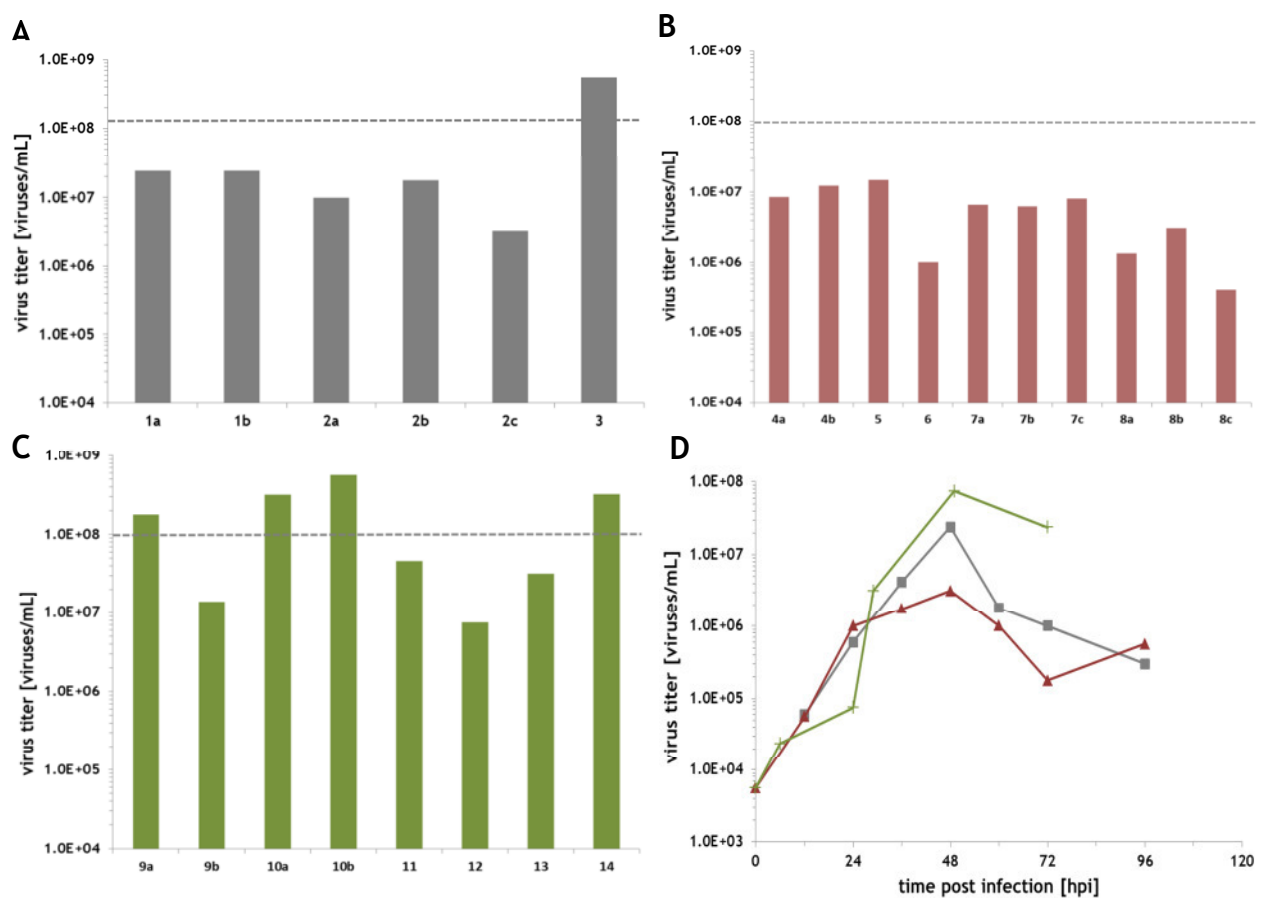 A
virus titer [viruses/mL]
1.0E+09
1.0E+08
1.0E+07
1.0E+06
1.0E+05
1.0E+04
1a 1b 2a 2b 2c 3
B
virus titer [viruses/mL]
1.0E+09
1.0E+08
1.0E+07
1.0E+06
1.0E+05
1.0E+04
4a 4b 5 6 7a 7b 7c 8a 8b 8c
C
virus titer [viruses/mL]
1.0E+09
1.0E+08
1.0E+07
1.0E+06
1.0E+05
1.0E+04
9a 9b 10a 10b 11 12 13 14
D
virus titer [viruses/mL]
1.0E+08
1.0E+07
1.0E+06
1.0E+05
1.0E+04
1.0E+03
0 24 48 72 96 120
time post infection [hpi]